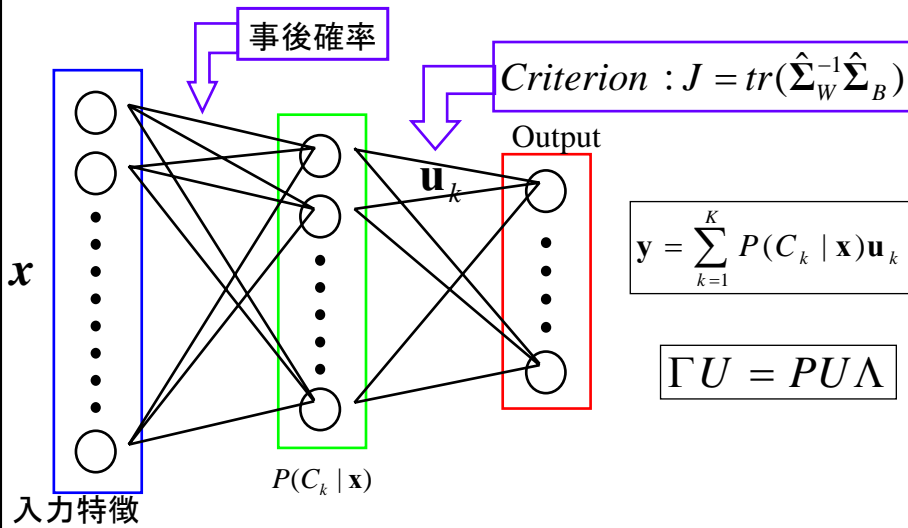 事後確率
Criterion : J = tr(Σ̂_W^{-1} Σ̂_B)
Output
u_k
x
y = ∑_{k=1}^{K} P(C_k | x)u_k
ΓU = PUΛ
P(C_k | x)
入力特徴